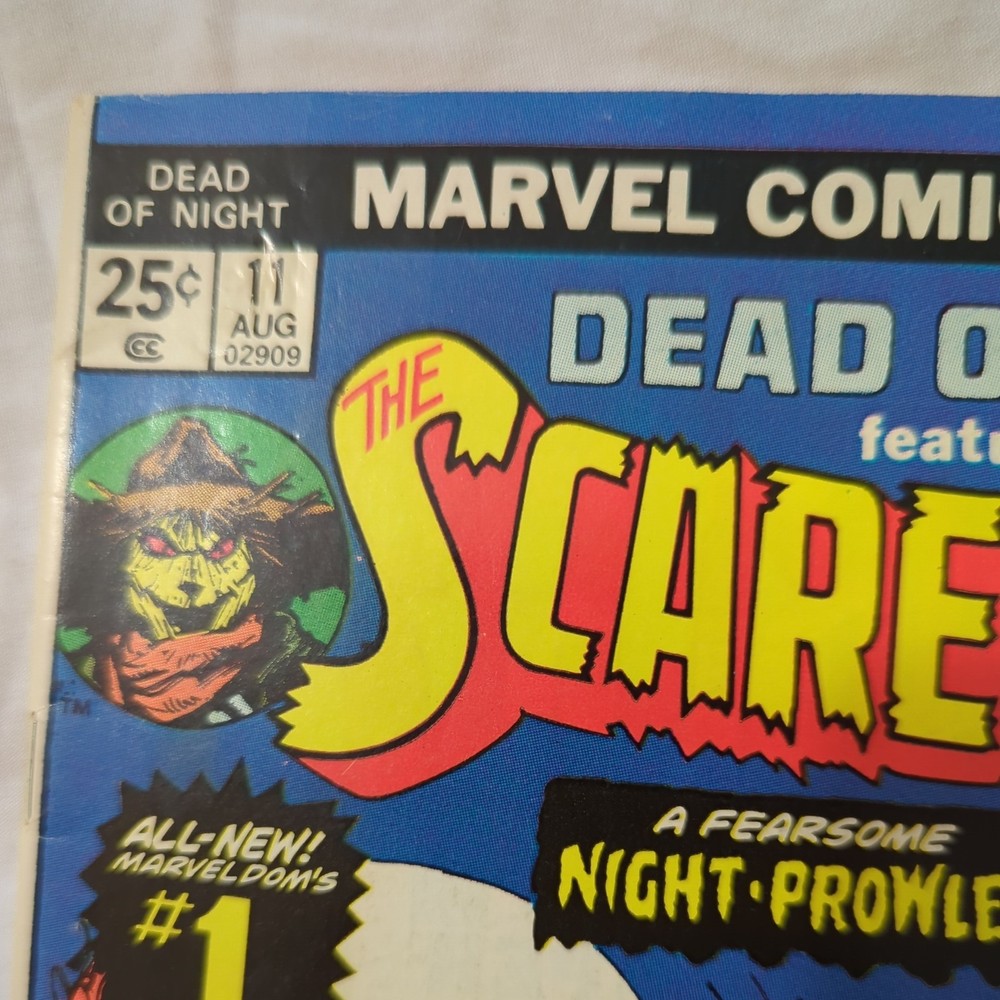 DEAD
OF NIGHT
MARVEL COMI
25¢
CC
11
AUG
02909
DEAD O
featu
THE
SCARE
TM
ALL-NEW!
MARVELDOM'S
#1
A FEARSOME
NIGHT-PROWLE